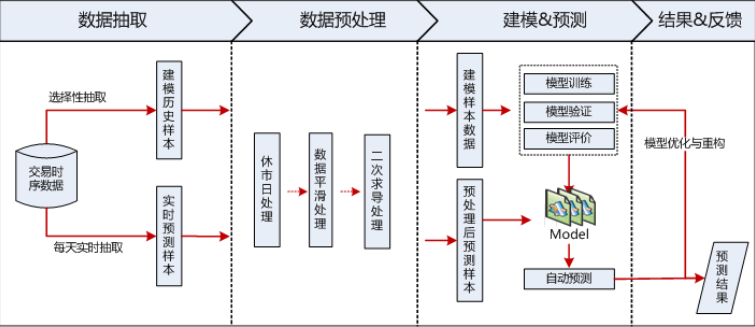 数据抽取
数据预处理
建模&预测
结果&反馈
选择性抽取
交易时
序数据
每天实时抽取
建模历史样本
实时预测样本
休市日处理
数据平滑处理
二次求导处理
建模样本数据
预处理后预测样本
模型训练
模型验证
模型评价
Model
自动预测
模型优化与重构
预测结果